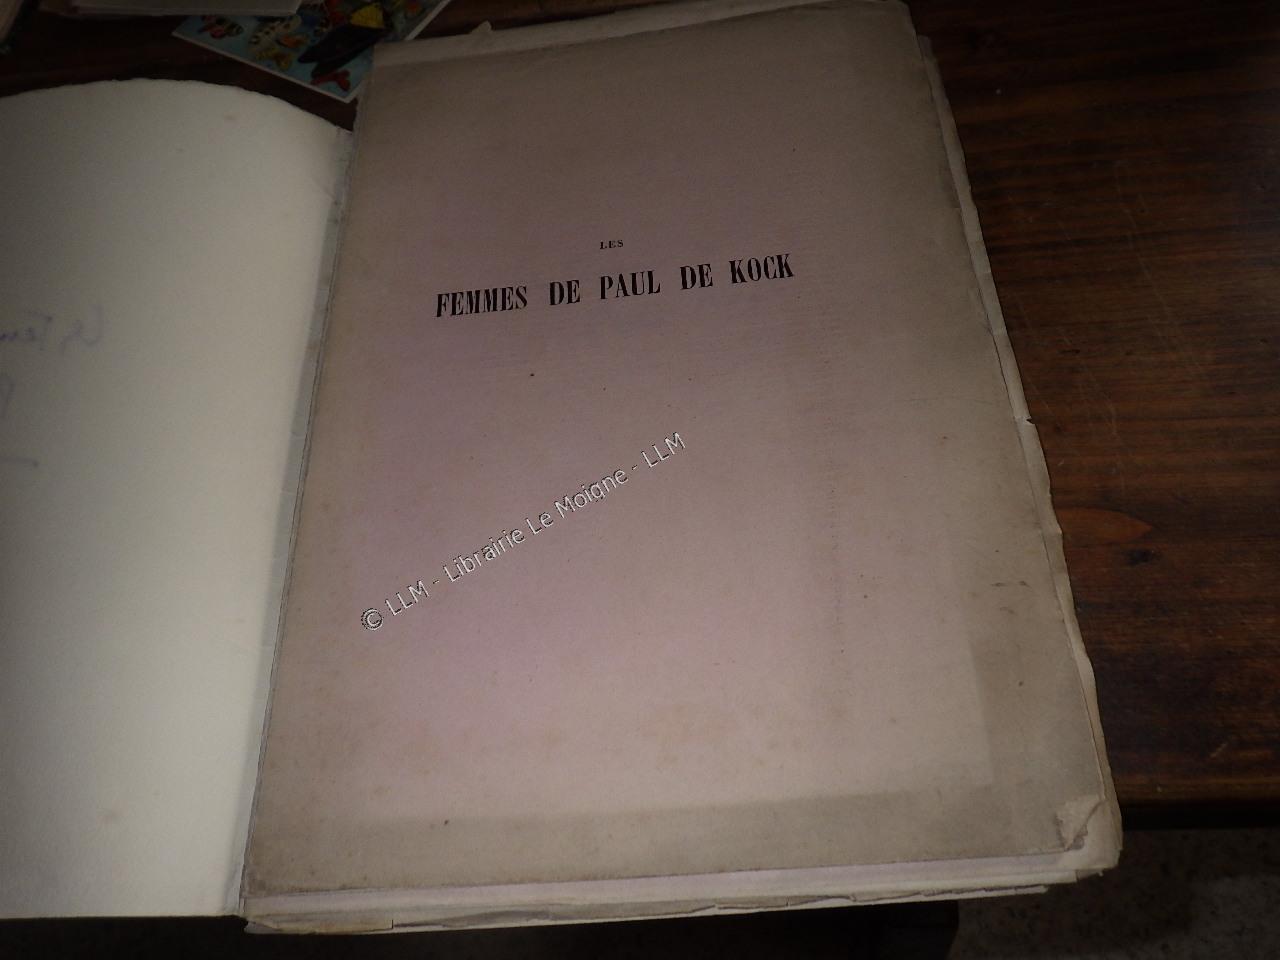 LES
FEMMES DE PAUL DE KOCK
© LLM - Librairie Le Moigne - LLM